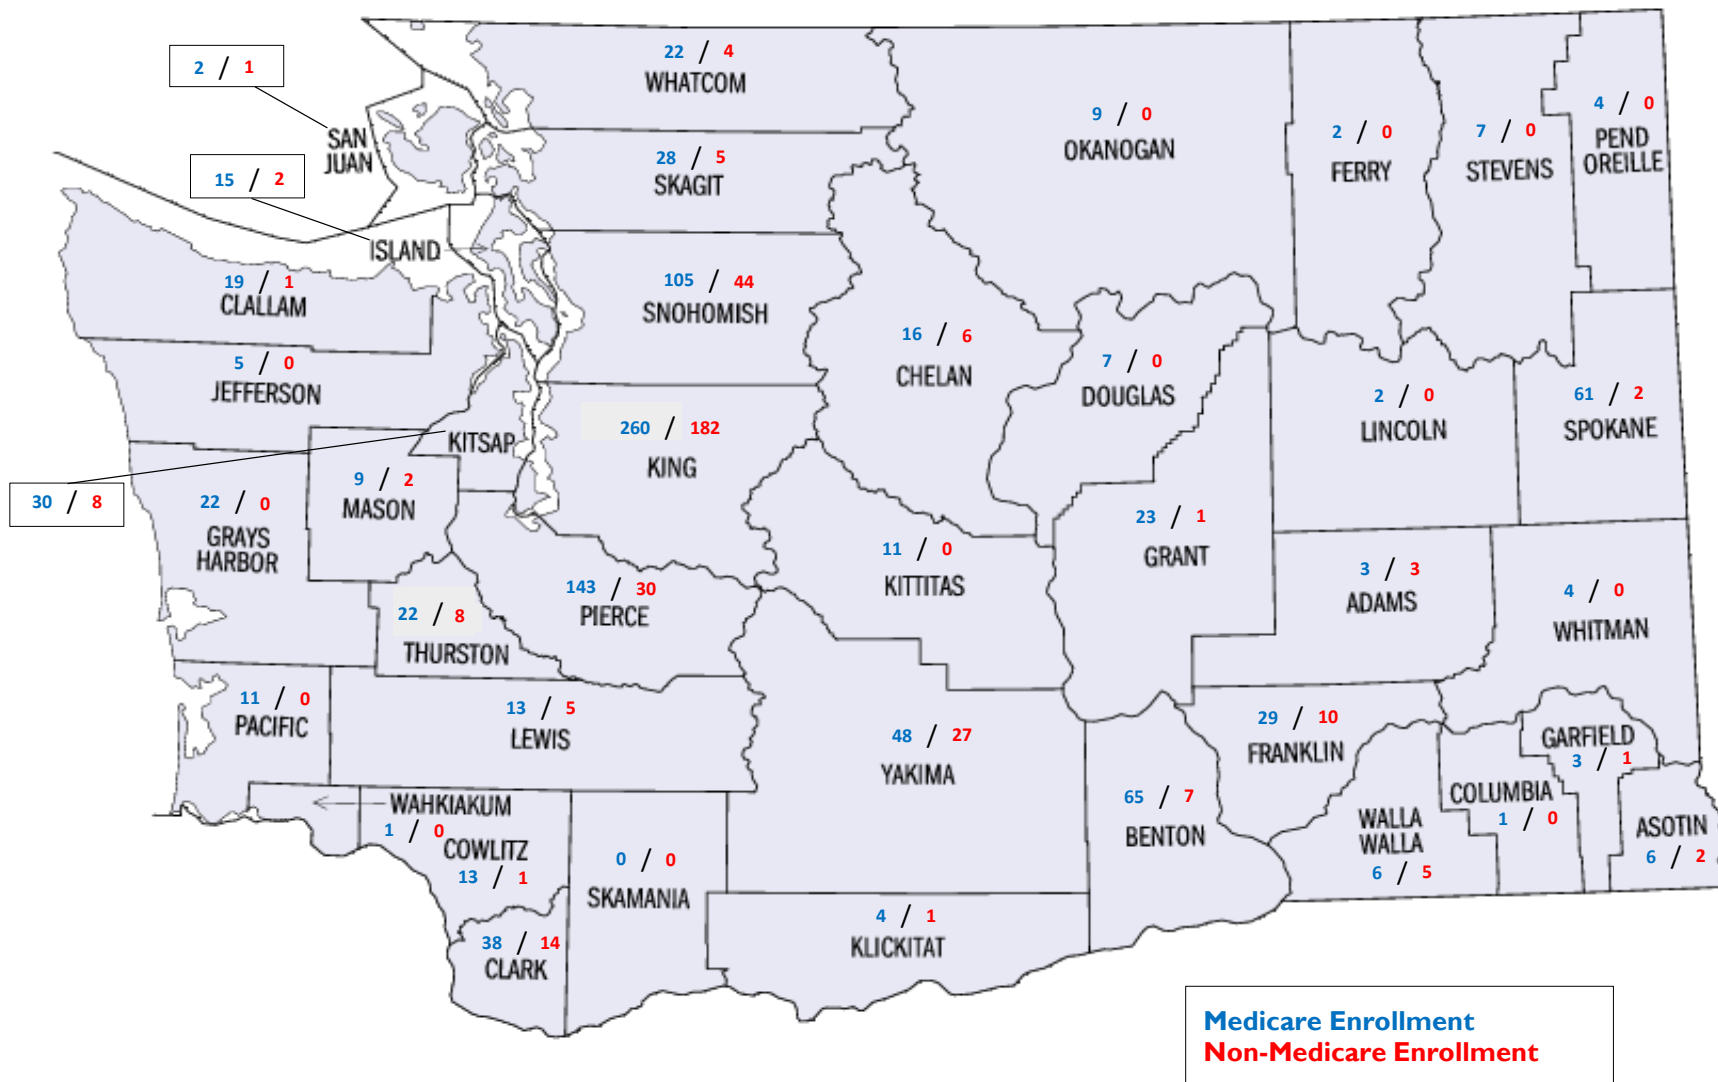 22 / 4
WHATCOM
2 / 1
SAN
JUAN
9 / 0
OKANOGAN
2 / 0
FERRY
7 / 0
STEVENS
4 / 0
PEND
OREILLE
28 / 5
SKAGIT
15 / 2
ISLAND
19 / 1
CLALLAM
105 / 44
SNOHOMISH
16 / 6
CHELAN
7 / 0
DOUGLAS
5 / 0
JEFFERSON
2 / 0
LINCOLN
61 / 2
SPOKANE
260 / 182
KING
KITSAP
30 / 8
9 / 2
MASON
22 / 0
GRAYS
HARBOR
23 / 1
GRANT
11 / 0
KITTITAS
3 / 3
ADAMS
4 / 0
WHITMAN
143 / 30
PIERCE
22 / 8
THURSTON
11 / 0
PACIFIC
13 / 5
LEWIS
48 / 27
YAKIMA
29 / 10
FRANKLIN
GARFIELD
3 / 1
65 / 7
BENTON
WALLA
WALLA
6 / 5
COLUMBIA
1 / 0
ASOTIN
6 / 2
WAHKIAKUM
1 / 0
COWLITZ
13 / 1
0 / 0
SKAMANIA
4 / 1
KLICKITAT
38 / 14
CLARK
Medicare Enrollment
Non-Medicare Enrollment